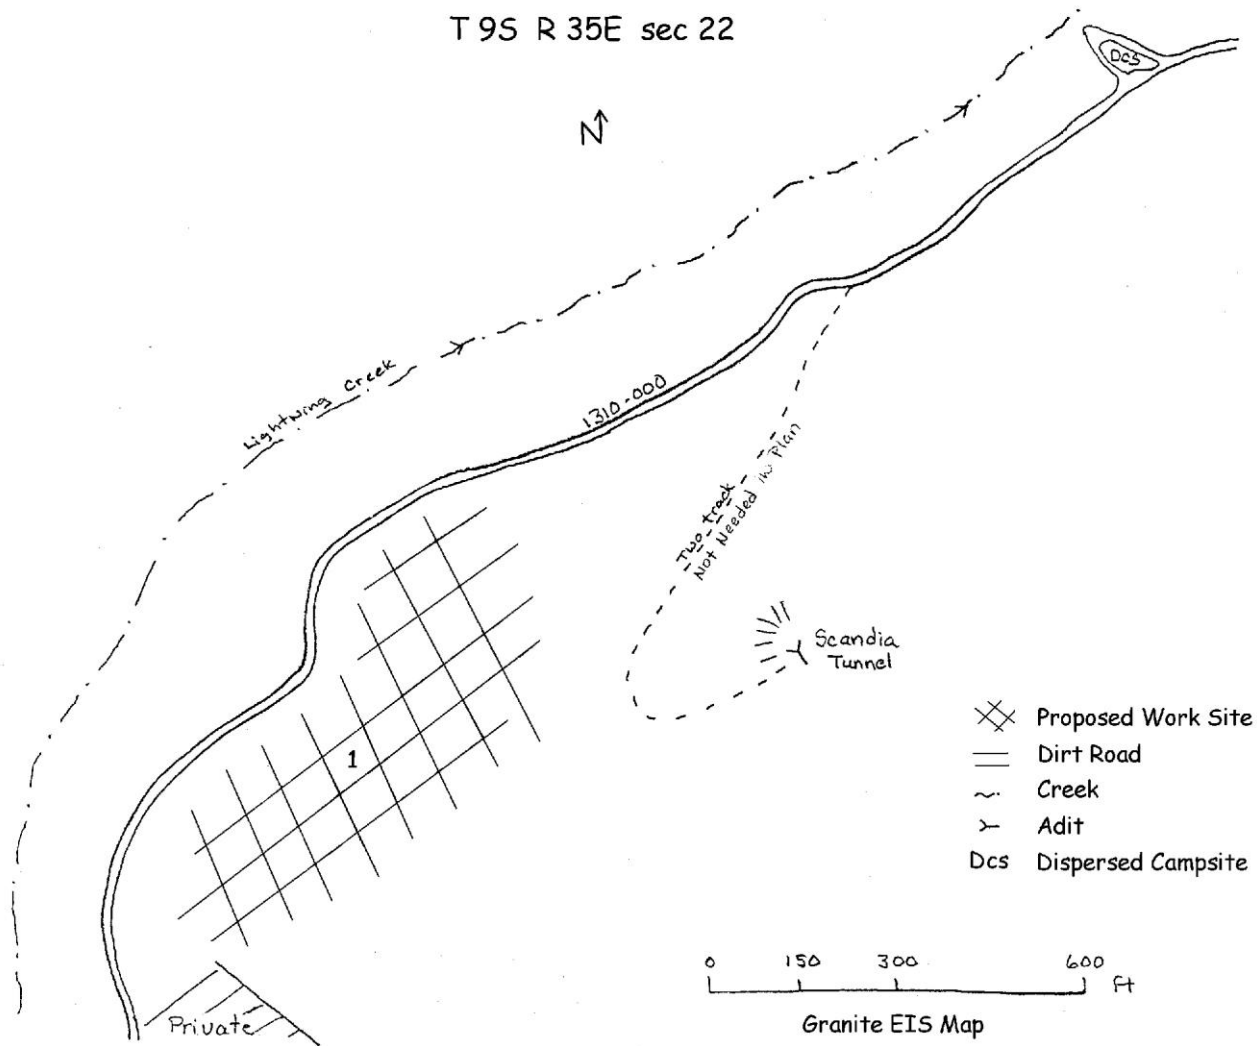 T 9S R 35E sec 22
Dcs
N
Lightning Creek
1310-000
Two track
Not Needed in Plan
Scandia
Tunnel
1
Proposed Work Site
Dirt Road
Creek
Adit
Dcs Dispersed Campsite
0 150 300 600 Ft
Granite EIS Map
Private